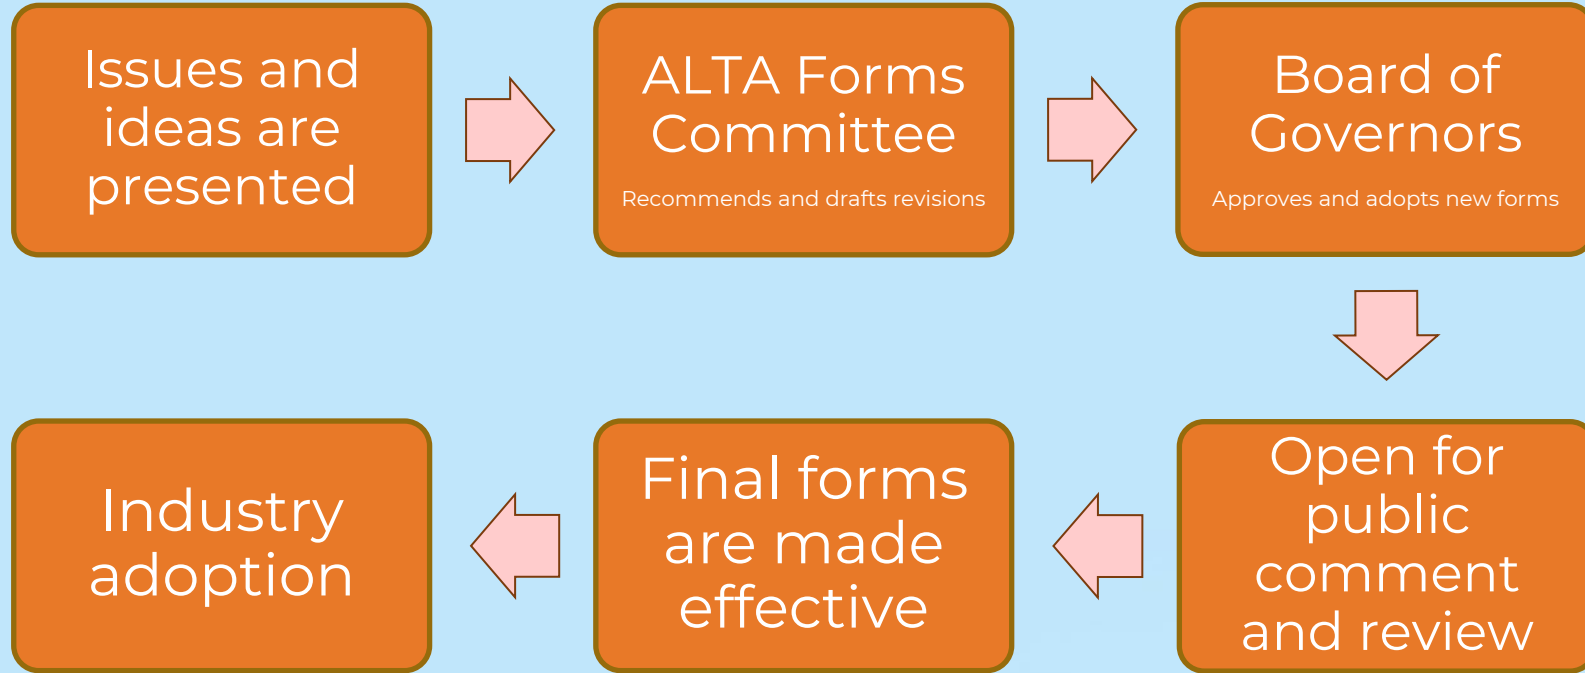 Issues and
ideas are
presented
ALTA Forms
Committee
Recommends and drafts revisions
Board of
Governors
Approves and adopts new forms
Open for
public
comment
and review
Final forms
are made
effective
Industry
adoption